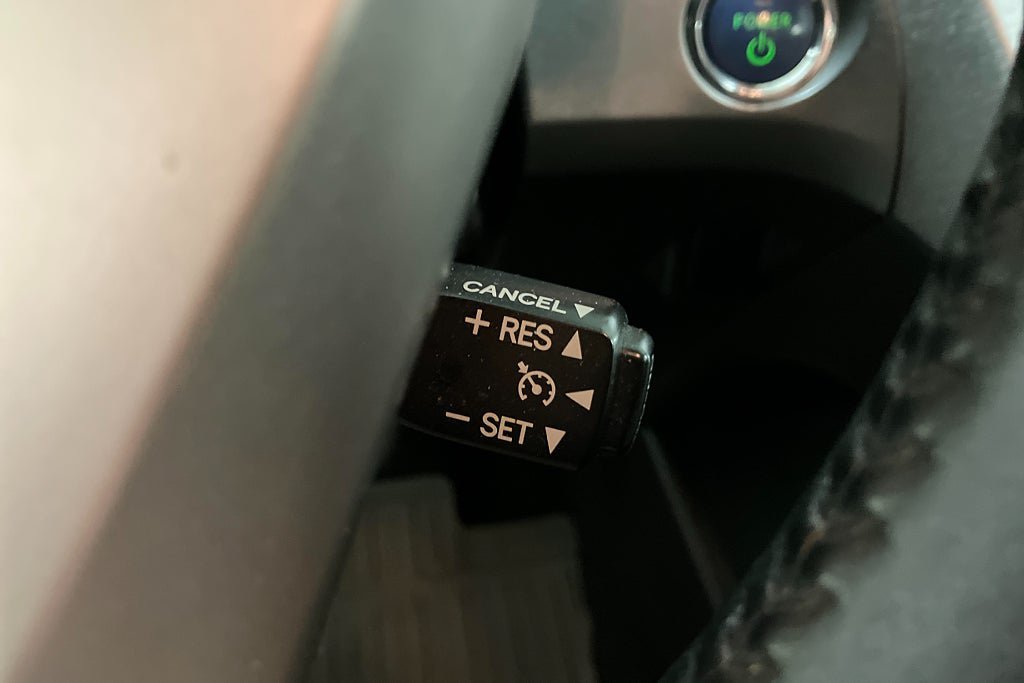 POWER
CANCEL▼
+ RES ▲
◀
− SET ▼